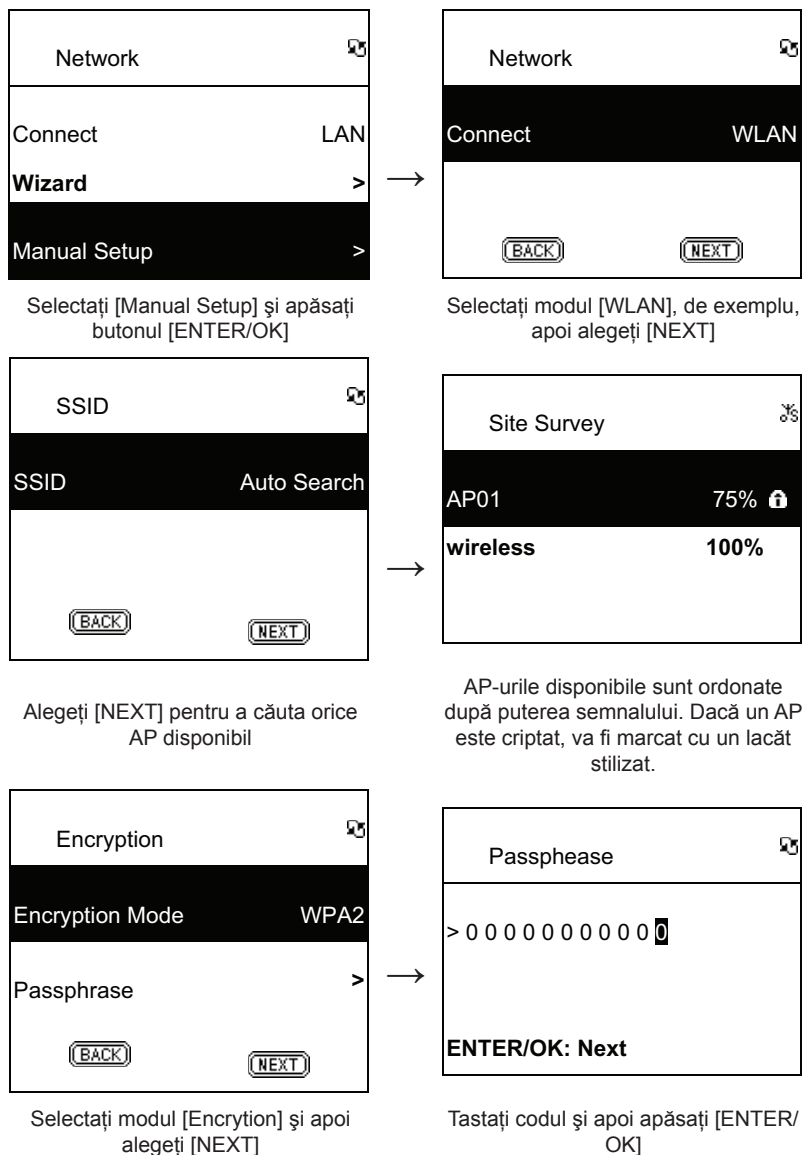 Network
Connect LAN
Wizard >
Manual Setup >
→
Network
Connect WLAN
BACK NEXT
Selectați [Manual Setup] şi apăsați
butonul [ENTER/OK]
Selectați modul [WLAN], de exemplu,
apoi alegeți [NEXT]
SSID
SSID Auto Search
BACK NEXT
→
Site Survey
AP01 75%
wireless 100%
Alegeți [NEXT] pentru a căuta orice
AP disponibil
AP-urile disponibile sunt ordonate
după puterea semnalului. Dacă un AP
este criptat, va fi marcat cu un lacăt
stilizat.
Encryption
Encryption Mode WPA2
Passphrase >
BACK NEXT
→
Passphease
> 0 0 0 0 0 0 0 0 0 0 0
ENTER/OK: Next
Selectați modul [Encrytion] şi apoi
alegeți [NEXT]
Tastați codul şi apoi apăsați [ENTER/
OK]